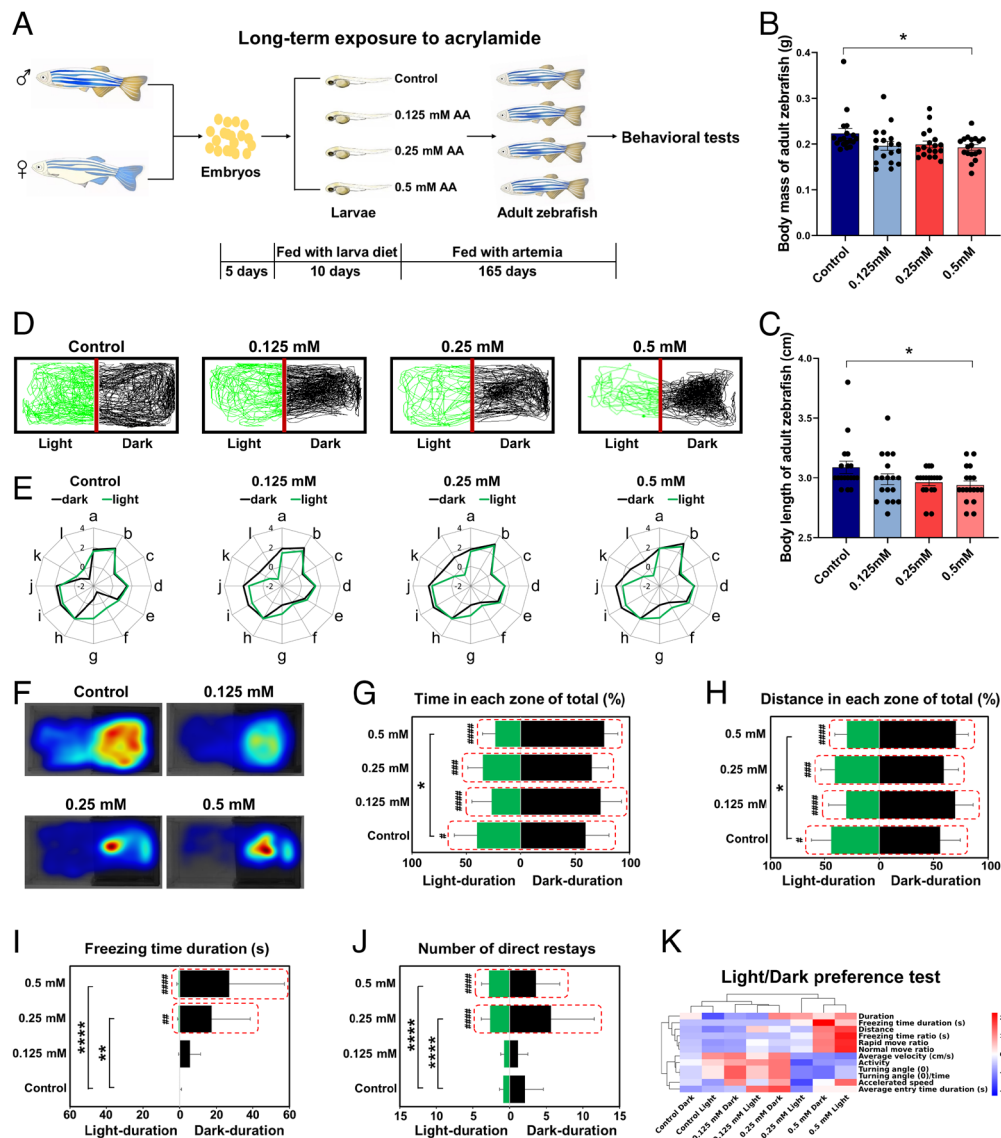 A
Long-term exposure to acrylamide
♂
♀
Embryos
Control
0.125 mM AA
0.25 mM AA
0.5 mM AA
Larvae
Adult zebrafish
Behavioral tests
Fed with larva diet
Fed with artemia
5 days
10 days
165 days
B
Body mass of adult zebrafish (g)
*
0.4
0.3
0.2
0.1
0.0
Control
0.125mM
0.25mM
0.5mM
C
Body length of adult zebrafish (cm)
*
4.0
3.5
3.0
2.5
Control
0.125mM
0.25mM
0.5mM
D
Control
0.125 mM
0.25 mM
0.5 mM
Light
Dark
Light
Dark
Light
Dark
Light
Dark
E
Control
dark
light
a
b
c
d
e
f
g
h
i
j
k
l
4
2
0
-2
0.125 mM
dark
light
a
b
c
d
e
f
g
h
i
j
k
l
4
2
0
-2
0.25 mM
dark
light
a
b
c
d
e
f
g
h
i
j
k
l
4
2
0
-2
0.5 mM
dark
light
a
b
c
d
e
f
g
h
i
j
k
l
4
2
0
-2
F
Control
0.125 mM
0.25 mM
0.5 mM
G
Time in each zone of total (%)
0.5 mM
####
0.25 mM
###
0.125 mM
####
Control
#
*
100
50
0
50
100
Light-duration
Dark-duration
H
Distance in each zone of total (%)
0.5 mM
####
0.25 mM
###
0.125 mM
####
Control
#
*
100
50
0
50
100
Light-duration
Dark-duration
I
Freezing time duration (s)
0.5 mM
####
0.25 mM
##
0.125 mM
Control
****
**
60
40
20
0
20
40
60
Light-duration
Dark-duration
J
Number of direct restays
0.5 mM
####
0.25 mM
####
0.125 mM
Control
****
****
15
10
5
0
5
10
15
Light-duration
Dark-duration
K
Light/Dark preference test
Duration
Freezing time duration (s)
Distance
Freezing time ratio (s)
Rapid move ratio
Normal move ratio
Average velocity (cm/s)
Activity
Turning angle (0)
Turning angle (0)/time
Accelerated speed
Average entry time duration (s)
Control Dark
Control Light
0.125 mM Dark
0.125 mM Light
0.25 mM Dark
0.25 mM Light
0.5 mM Dark
0.5 mM Light